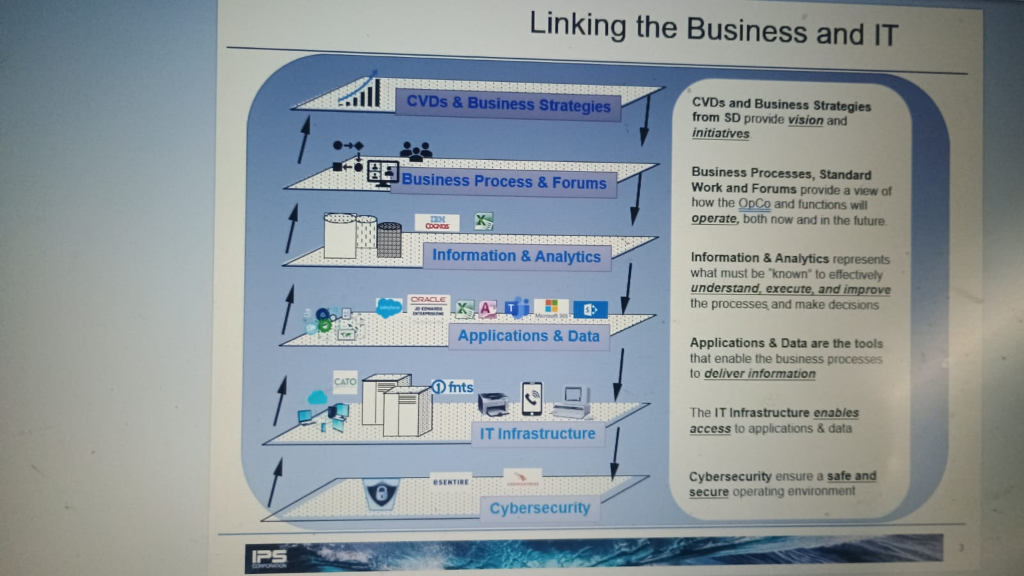 Linking the Business and IT
CVDs & Business Strategies
Business Process & Forums
IBM
COGNOS
Information & Analytics
salesforce
ORACLE
JD EDWARDS
ENTERPRISEONE
Microsoft 365
Applications & Data
CATO
fnts
IT Infrastructure
eSENTIRE
Cybersecurity
CVDs and Business Strategies
from SD provide vision and
initiatives
Business Processes, Standard
Work and Forums provide a view of
how the OpCo and functions will
operate, both now and in the future.
Information & Analytics represents
what must be "known" to effectively
understand, execute, and improve
the processes and make decisions
Applications & Data are the tools
that enable the business processes
to deliver information
The IT Infrastructure enables
access to applications & data
Cybersecurity ensure a safe and
secure operating environment
IPS
CORPORATION
3